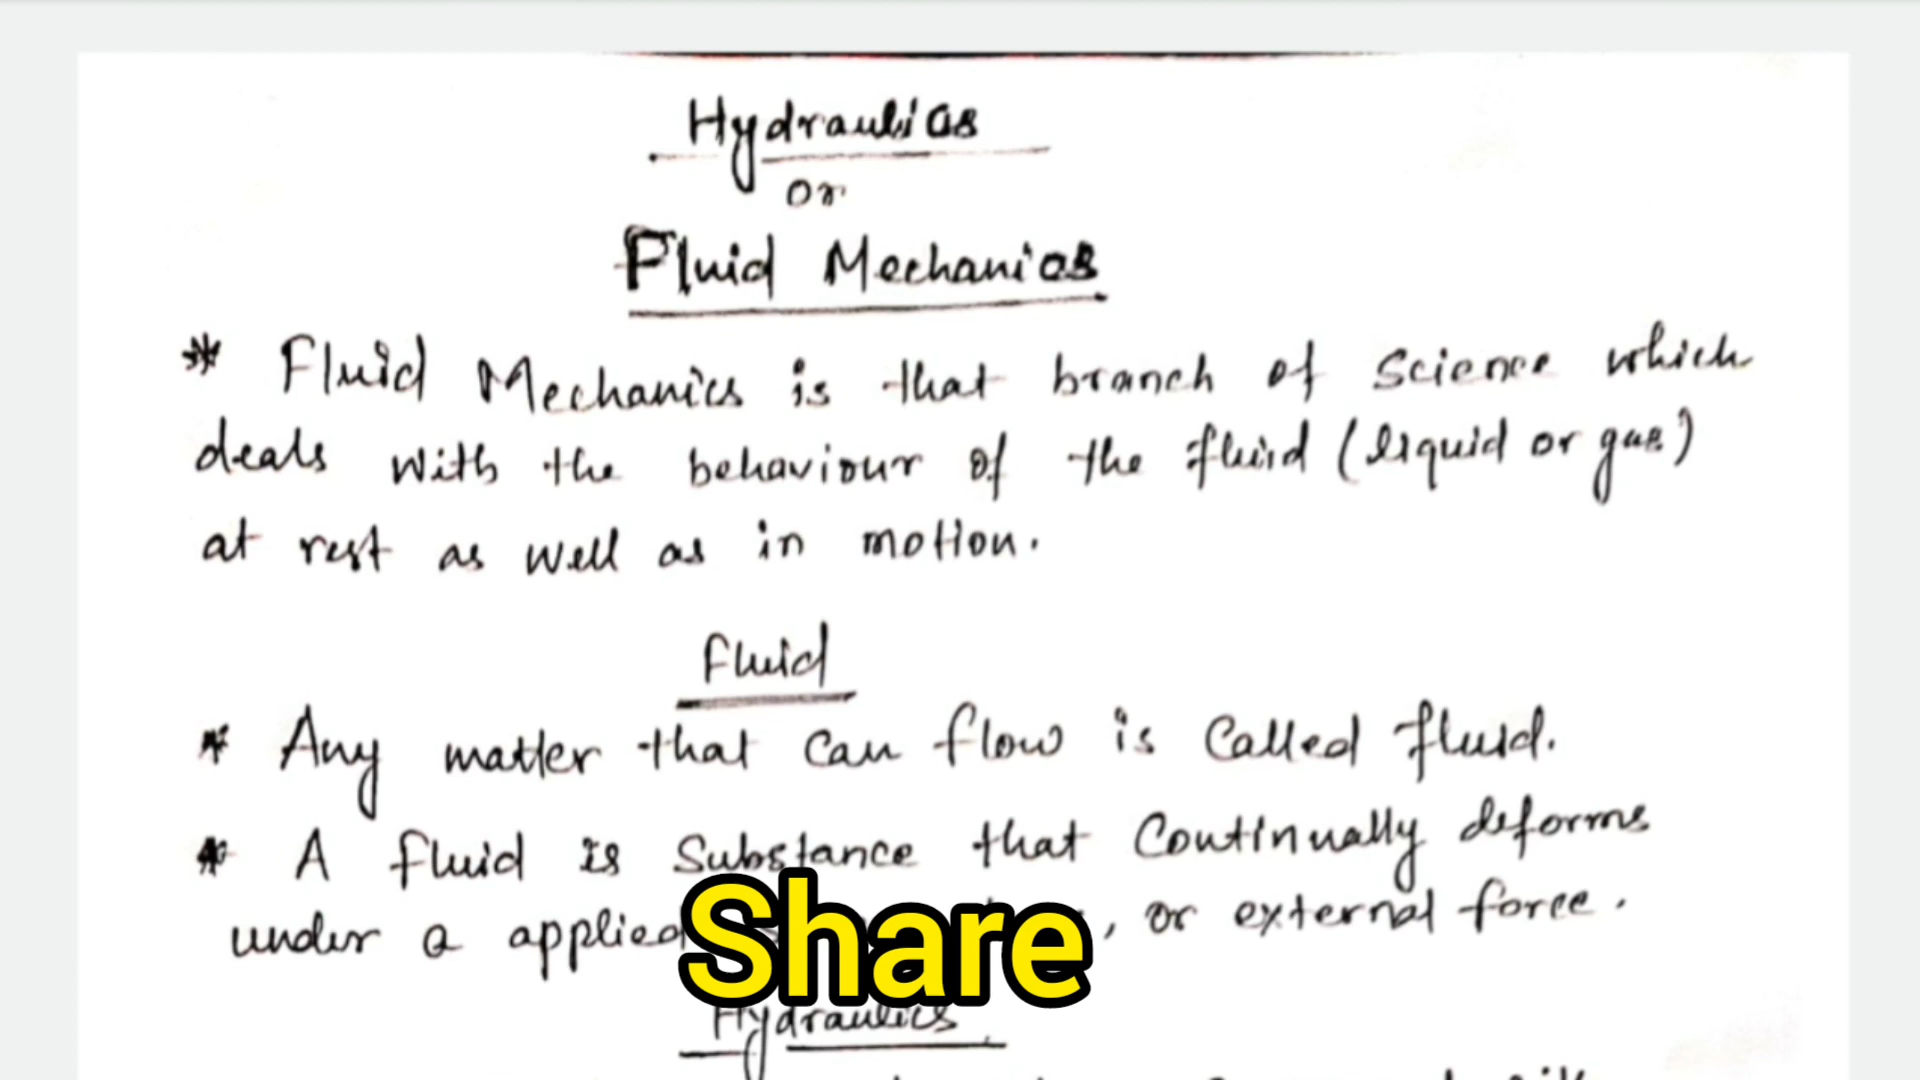 Hydraulics
or
Fluid Mechanics
* Fluid Mechanics is that branch of Science which
deals with the behaviour of the fluid (liquid or gas)
at rest as well as in motion.
Fluid
* Any matter that can flow is called fluid.
* A fluid is Substance that Continually deforms
under a applied , or external force.
Share
Hydraulics